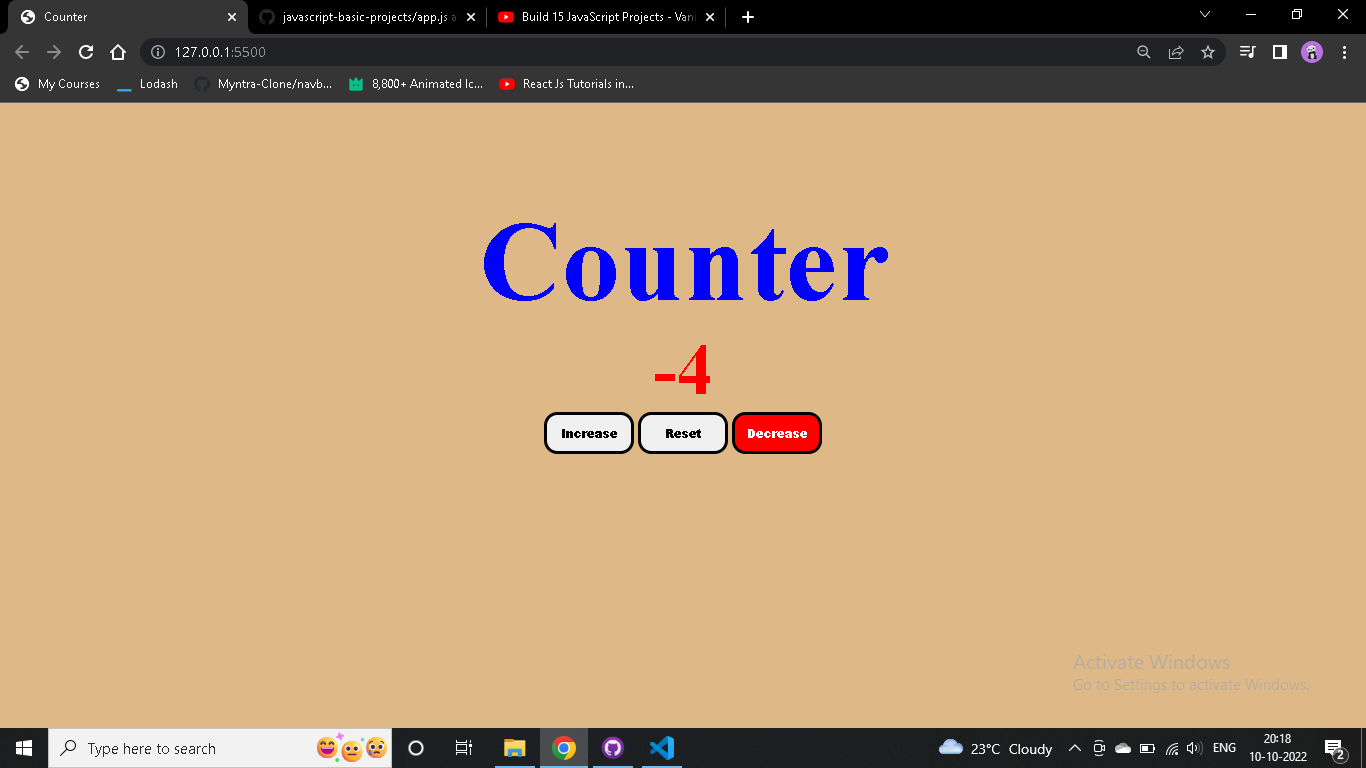 Counter
javascript-basic-projects/app.js a
Build 15 JavaScript Projects - Vani
127.0.0.1:5500
My Courses
Lodash
Myntra-Clone/navb...
8,800+ Animated Ic...
React Js Tutorials in...
Counter
-4
Increase
Reset
Decrease
Activate Windows
Go to Settings to activate Windows.
Type here to search
23°C Cloudy
ENG
20:18
10-10-2022
2